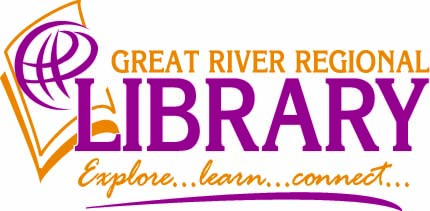 GREAT RIVER REGIONAL
LIBRARY
Explore...learn...connect...